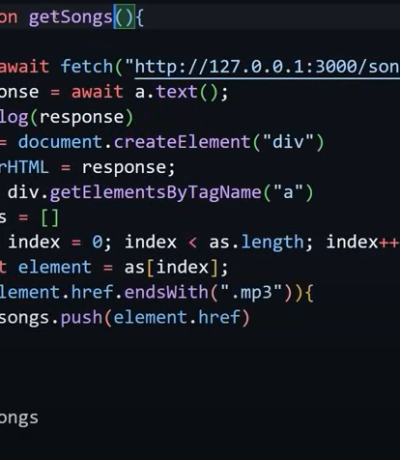 on getSongs(){
await fetch("http://127.0.0.1:3000/son
onse = await a.text();
log(response)
= document.createElement("div")
rHTML = response;
div.getElementsByTagName("a")
s = []
index = 0; index < as.length; index++
t element = as[index];
lement.href.endsWith(".mp3")){
songs.push(element.href)
ongs